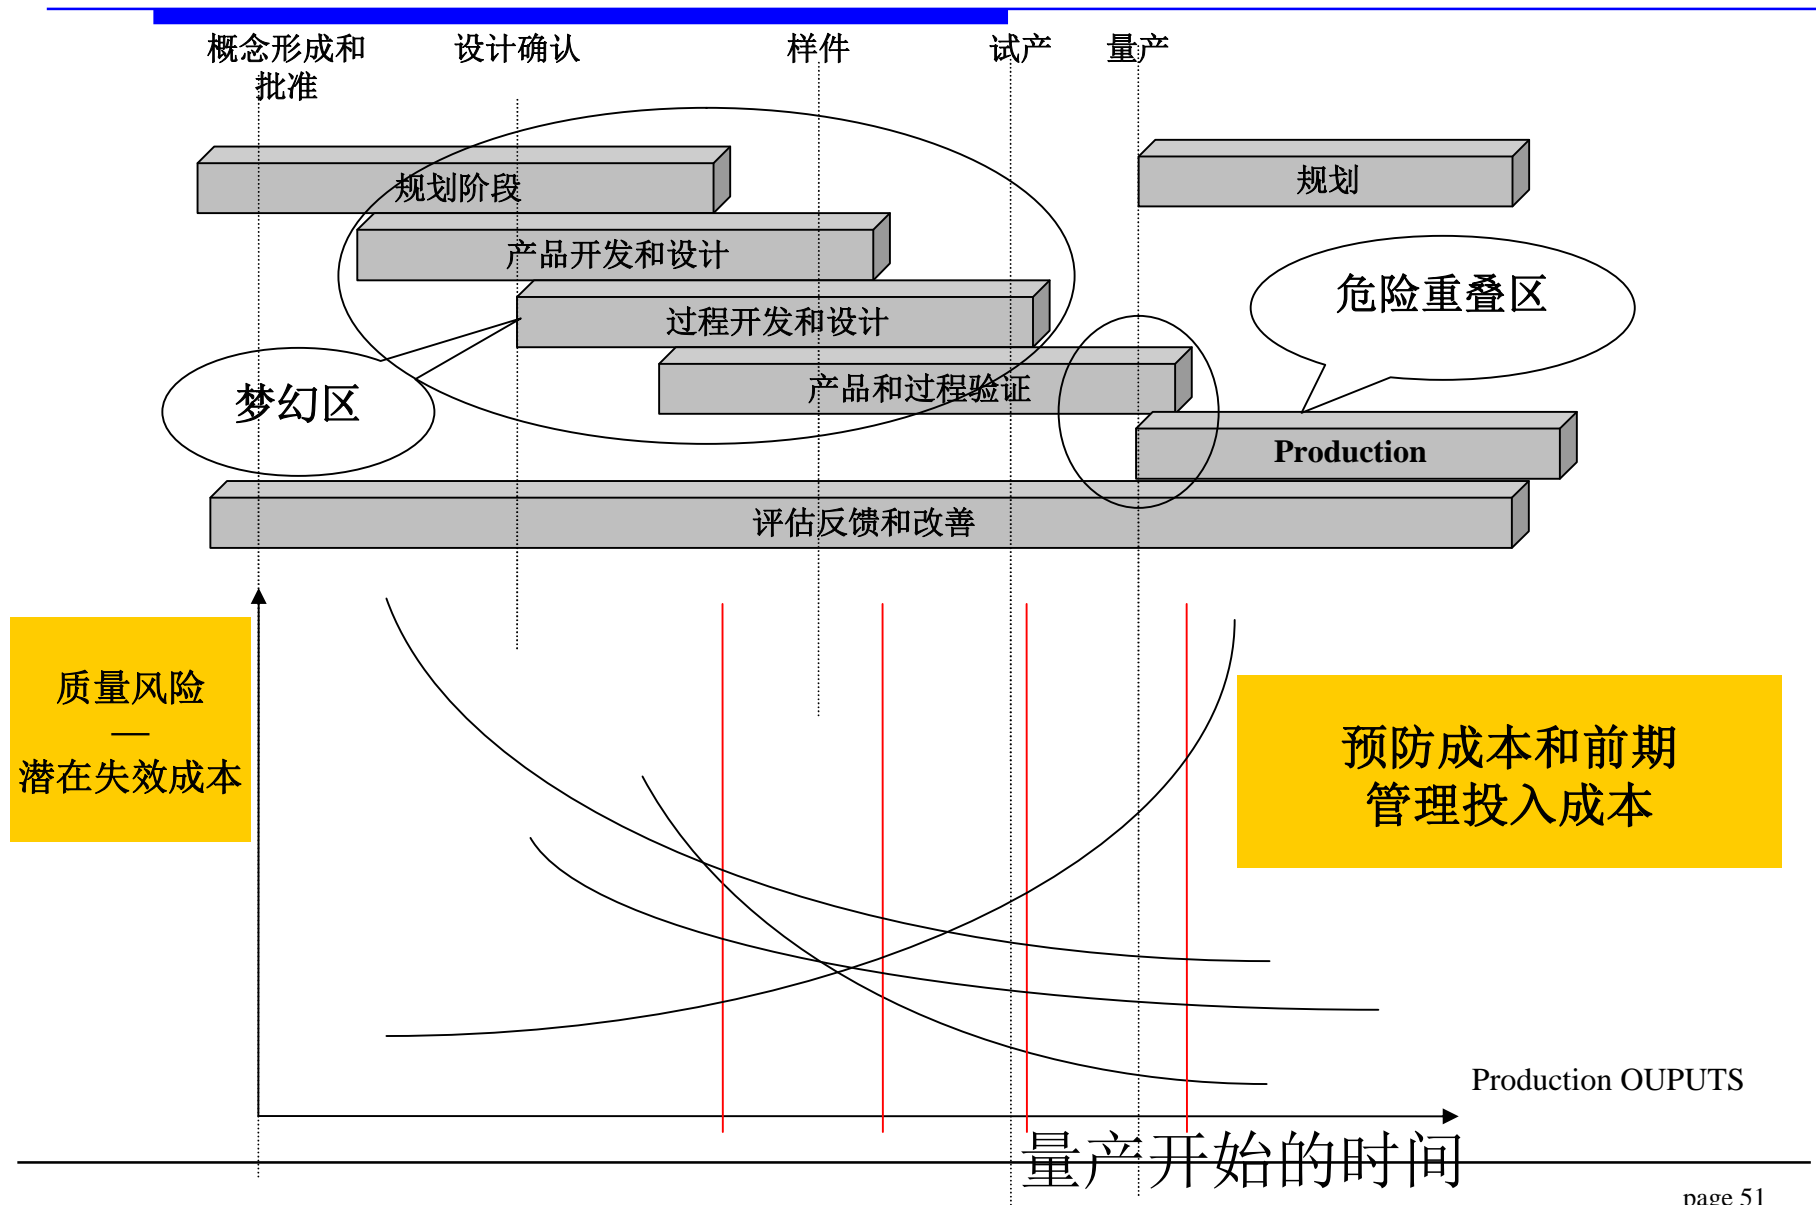 概念形成和
批准
设计确认
样件
试产
量产
规划阶段
规划
产品开发和设计
过程开发和设计
危险重叠区
产品和过程验证
梦幻区
Production
评估反馈和改善
质量风险
—
潜在失效成本
预防成本和前期
管理投入成本
Production OUPUTS
量产开始的时间
page 51